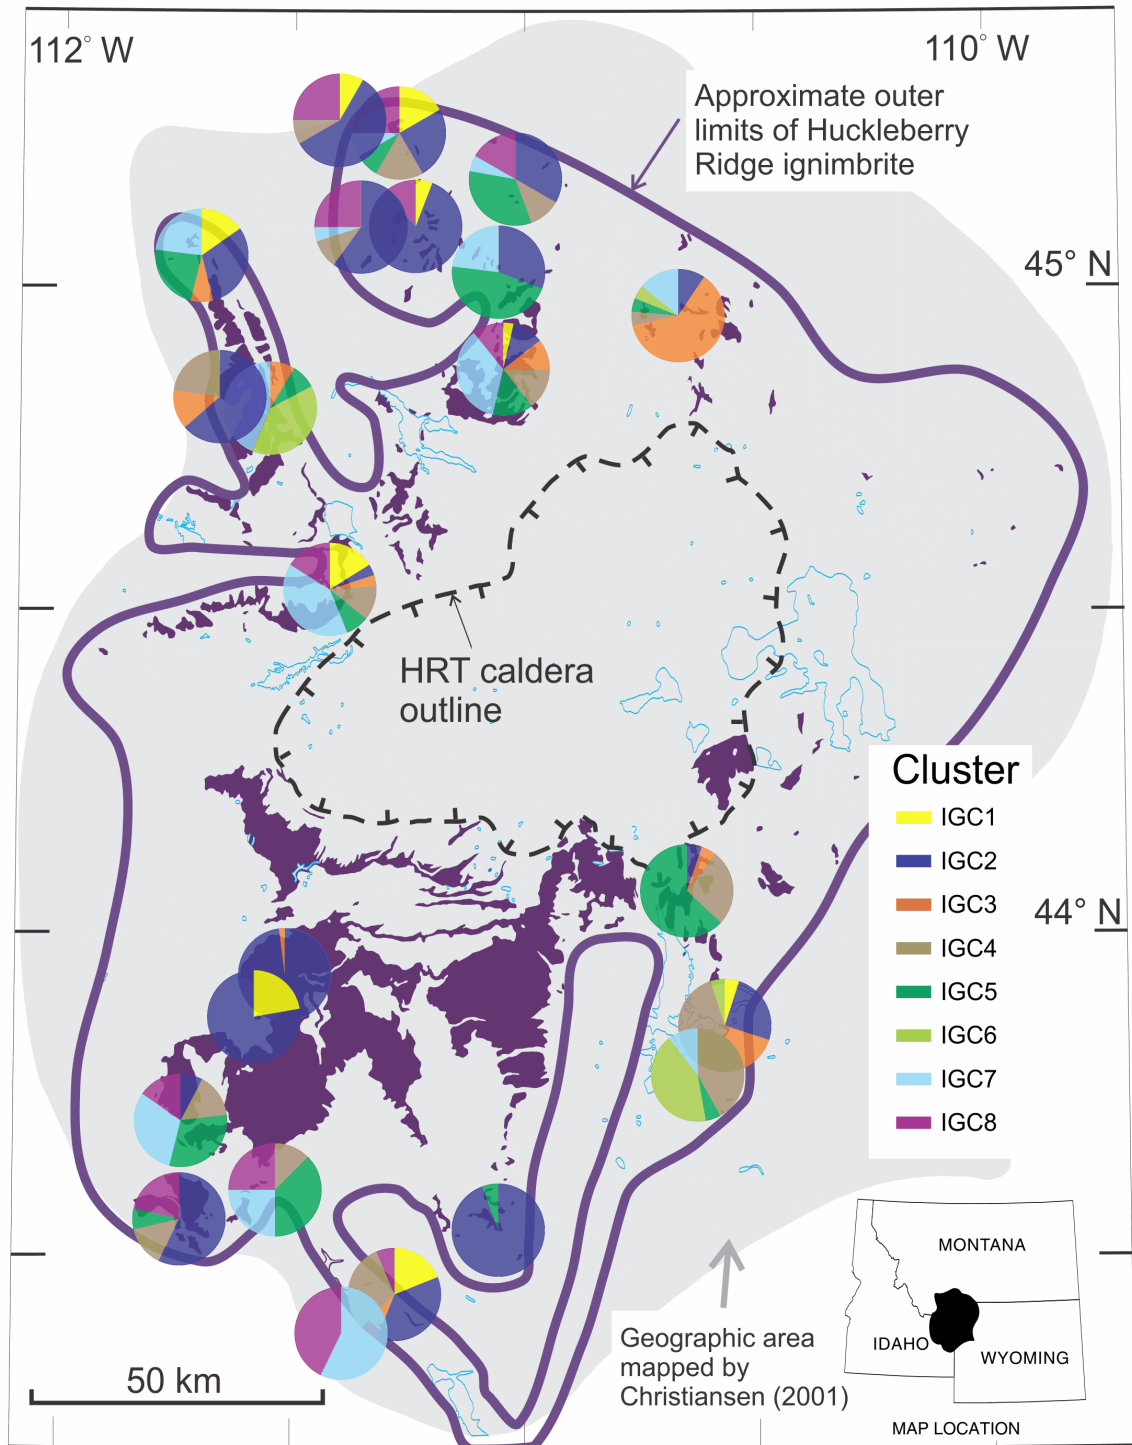 112° W
110° W
Approximate outer
limits of Huckleberry
Ridge ignimbrite
45° N
HRT caldera
outline
Cluster
IGC1
IGC2
IGC3
IGC4
IGC5
IGC6
IGC7
IGC8
44° N
Geographic area
mapped by
Christiansen (2001)
50 km
MONTANA
IDAHO
WYOMING
MAP LOCATION